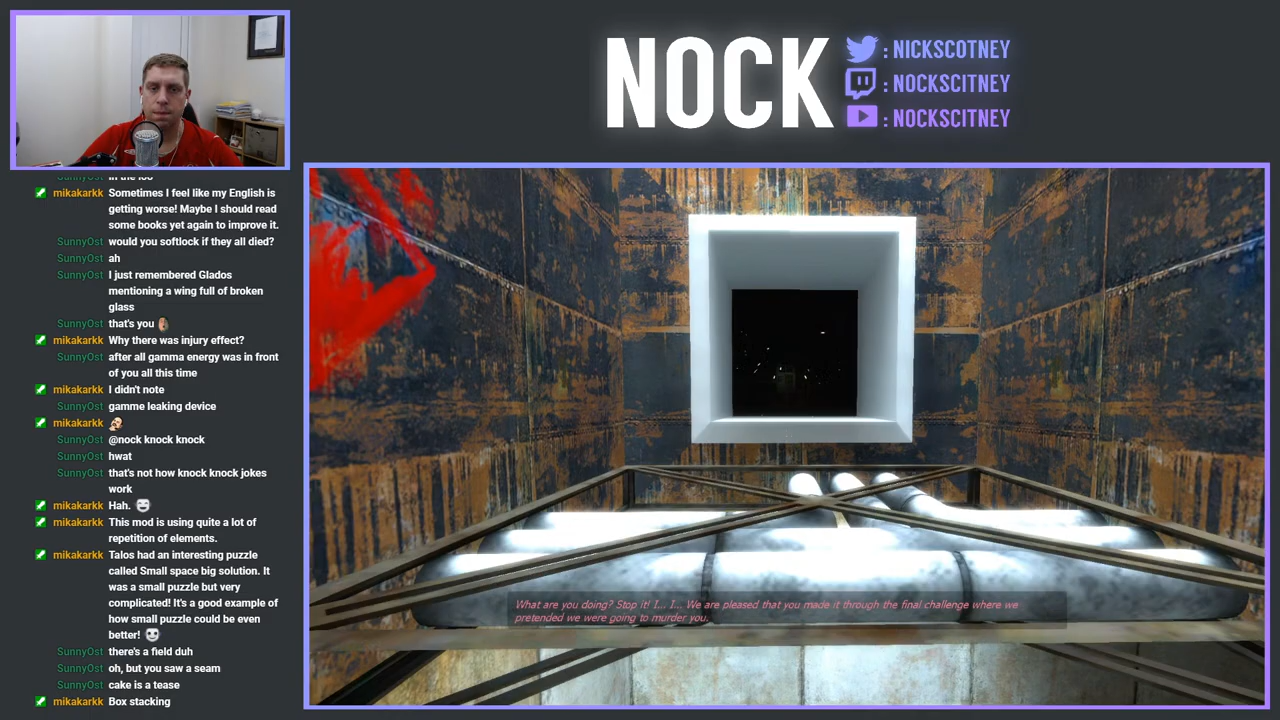 NOCK
: NICKSCOTNEY
: NOCKSCITNEY
: NOCKSCITNEY
SunnyOst in the loo
mikakarkk Sometimes I feel like my English is
getting worse! Maybe I should read
some books yet again to improve it.
SunnyOst would you softlock if they all died?
SunnyOst ah
SunnyOst I just remembered Glados
mentioning a wing full of broken
glass
SunnyOst that's you
mikakarkk Why there was injury effect?
SunnyOst after all gamma energy was in front
of you all this time
mikakarkk I didn't note
SunnyOst gamme leaking device
mikakarkk
SunnyOst @nock knock knock
SunnyOst hwat
SunnyOst that's not how knock knock jokes
work
mikakarkk Hah.
mikakarkk This mod is using quite a lot of
repetition of elements.
mikakarkk Talos had an interesting puzzle
called Small space big solution. It
was a small puzzle but very
complicated! It's a good example of
how small puzzle could be even
better!
SunnyOst there's a field duh
SunnyOst oh, but you saw a seam
SunnyOst cake is a tease
mikakarkk Box stacking
What are you doing? Stop it! I... I... We are pleased that you made it through the final challenge where we
pretended we were going to murder you.